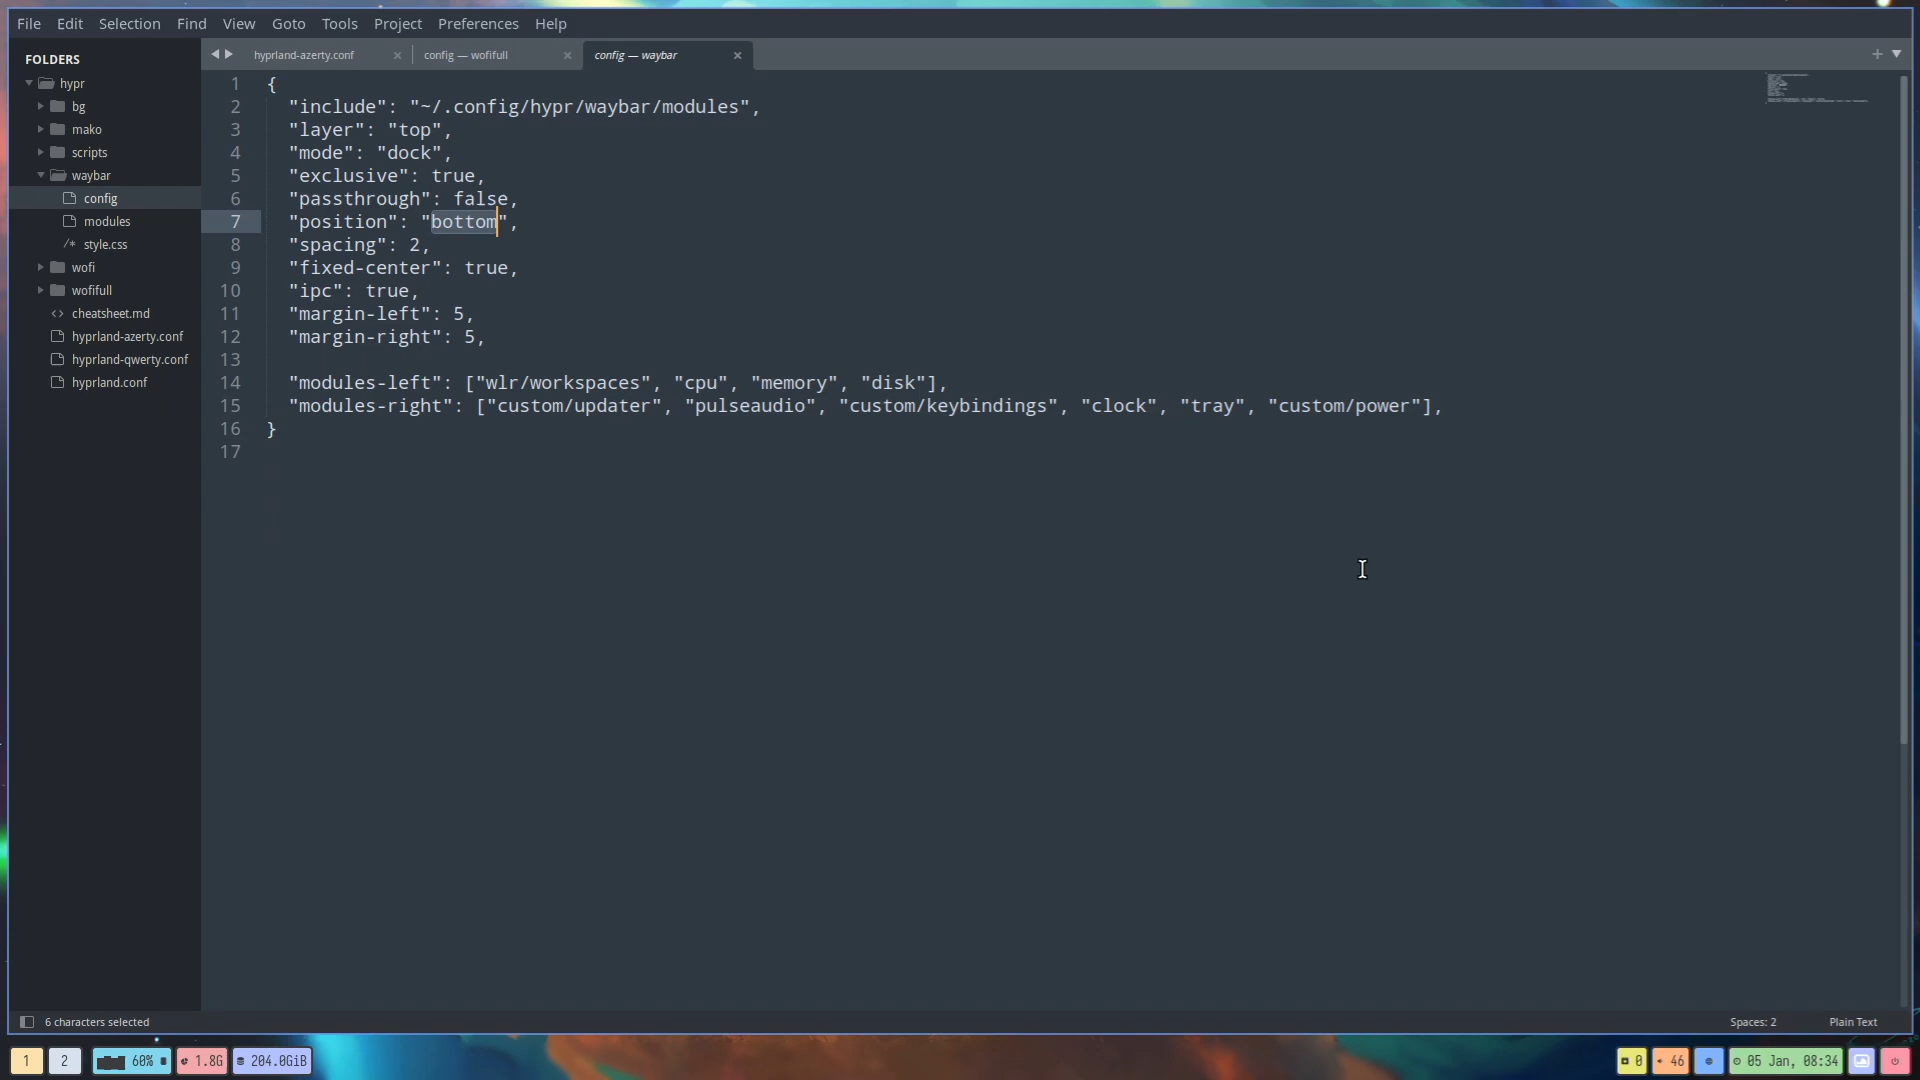 File Edit Selection Find View Goto Tools Project Preferences Help
FOLDERS
hypr
bg
mako
scripts
waybar
config
modules
style.css
wofi
wofifull
cheatsheet.md
hyprland-azerty.conf
hyprland-qwerty.conf
hyprland.conf
hyprland-azerty.conf × config — wofifull × config — waybar ×
1 {
2 "include": "~/.config/hypr/waybar/modules",
3 "layer": "top",
4 "mode": "dock",
5 "exclusive": true,
6 "passthrough": false,
7 "position": "bottom",
8 "spacing": 2,
9 "fixed-center": true,
10 "ipc": true,
11 "margin-left": 5,
12 "margin-right": 5,
13
14 "modules-left": ["wlr/workspaces", "cpu", "memory", "disk"],
15 "modules-right": ["custom/updater", "pulseaudio", "custom/keybindings", "clock", "tray", "custom/power"],
16 }
17
6 characters selected Spaces: 2 Plain Text
1 2 60% 1.8G 204.0GiB 0 46 05 Jan, 08:34